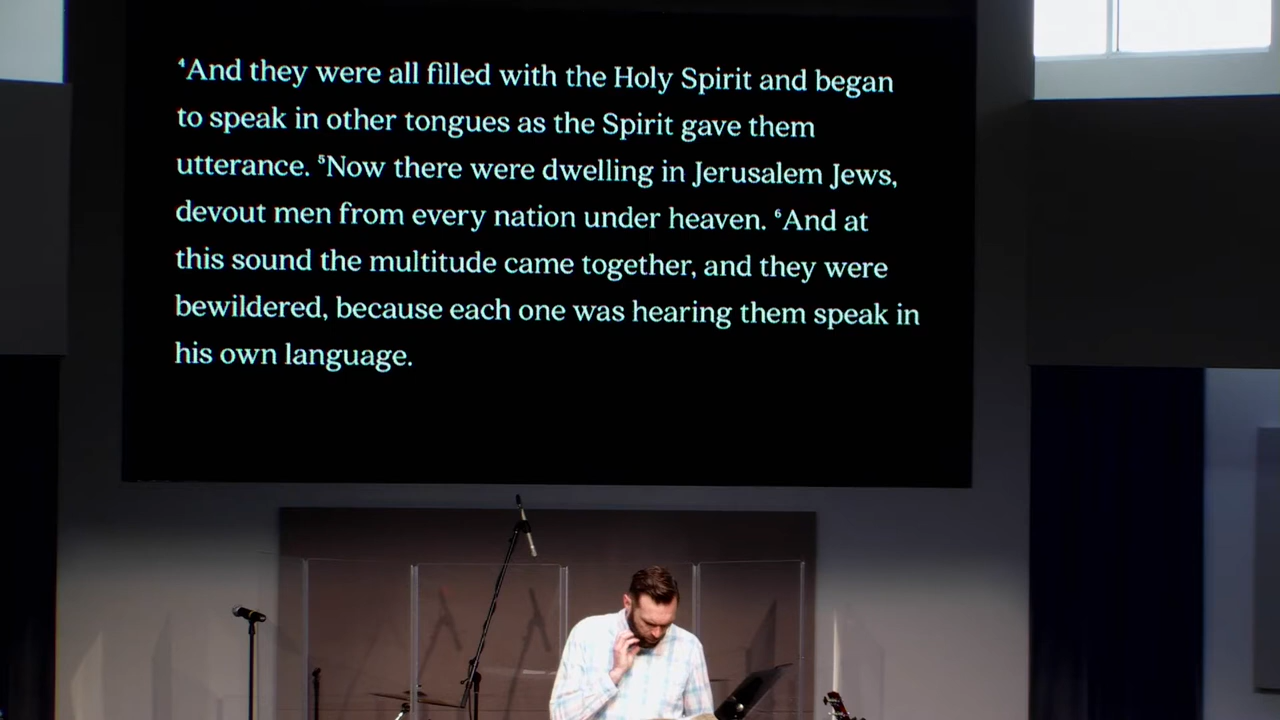 ⁴And they were all filled with the Holy Spirit and began
to speak in other tongues as the Spirit gave them
utterance. ⁵Now there were dwelling in Jerusalem Jews,
devout men from every nation under heaven. ⁶And at
this sound the multitude came together, and they were
bewildered, because each one was hearing them speak in
his own language.